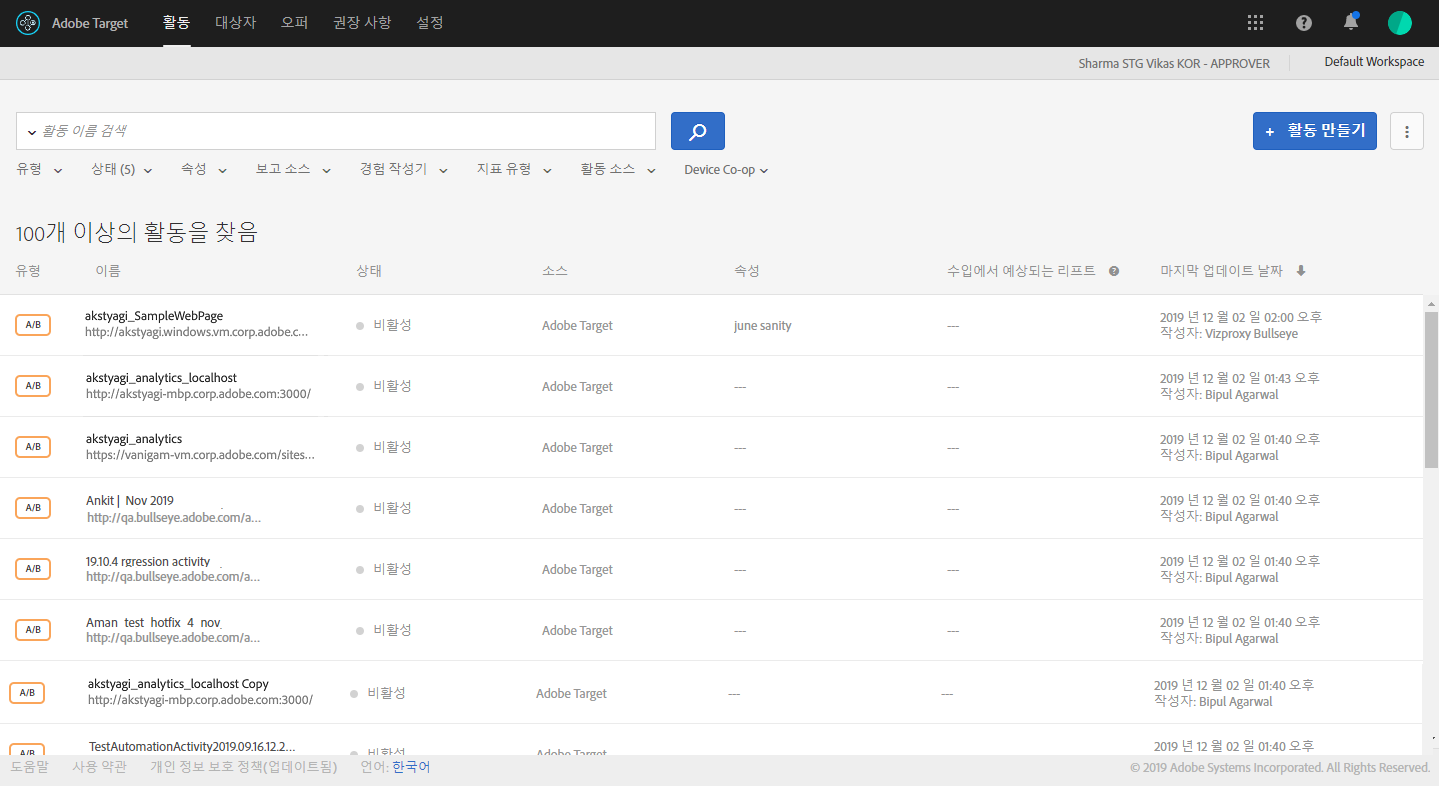 Adobe Target 활동 대상자 오퍼 권장 사항 설정
Sharma STG Vikas KOR - APPROVER Default Workspace
활동 이름 검색
+ 활동 만들기
유형 상태 (5) 속성 보고 소스 경험 작성기 지표 유형 활동 소스 Device Co-op
100개 이상의 활동을 찾음
유형 이름 상태 소스 속성 수입에서 예상되는 리프트 마지막 업데이트 날짜
A/B akstyagi_SampleWebPage 비활성 Adobe Target june sanity --- 2019 년 12 월 02 일 02:00 오후
http://akstyagi.windows.vm.corp.adobe.c... 작성자: Vizproxy Bullseye
A/B akstyagi_analytics_localhost 비활성 Adobe Target --- --- 2019 년 12 월 02 일 01:43 오후
http://akstyagi-mbp.corp.adobe.com:3000/ 작성자: Bipul Agarwal
A/B akstyagi_analytics 비활성 Adobe Target --- --- 2019 년 12 월 02 일 01:40 오후
https://vanigam-vm.corp.adobe.com/sites... 작성자: Bipul Agarwal
A/B Ankit | Nov 2019 비활성 Adobe Target --- --- 2019 년 12 월 02 일 01:40 오후
http://qa.bullseye.adobe.com/a... 작성자: Bipul Agarwal
A/B 19.10.4 rgression activity 비활성 Adobe Target --- --- 2019 년 12 월 02 일 01:40 오후
http://qa.bullseye.adobe.com/a... 작성자: Bipul Agarwal
A/B Aman test hotfix 4 nov 비활성 Adobe Target --- --- 2019 년 12 월 02 일 01:40 오후
http://qa.bullseye.adobe.com/a... 작성자: Bipul Agarwal
A/B akstyagi_analytics_localhost Copy 비활성 Adobe Target --- --- 2019 년 12 월 02 일 01:40 오후
http://akstyagi-mbp.corp.adobe.com:3000/ 작성자: Bipul Agarwal
A/B TestAutomationActivity2019.09.16.12.2... 비활성 Adobe Target 2019 년 12 월 02 일 01:40 오후
도움말 사용 약관 개인 정보 보호 정책(업데이트됨) 언어: 한국어 © 2019 Adobe Systems Incorporated. All Rights Reserved.